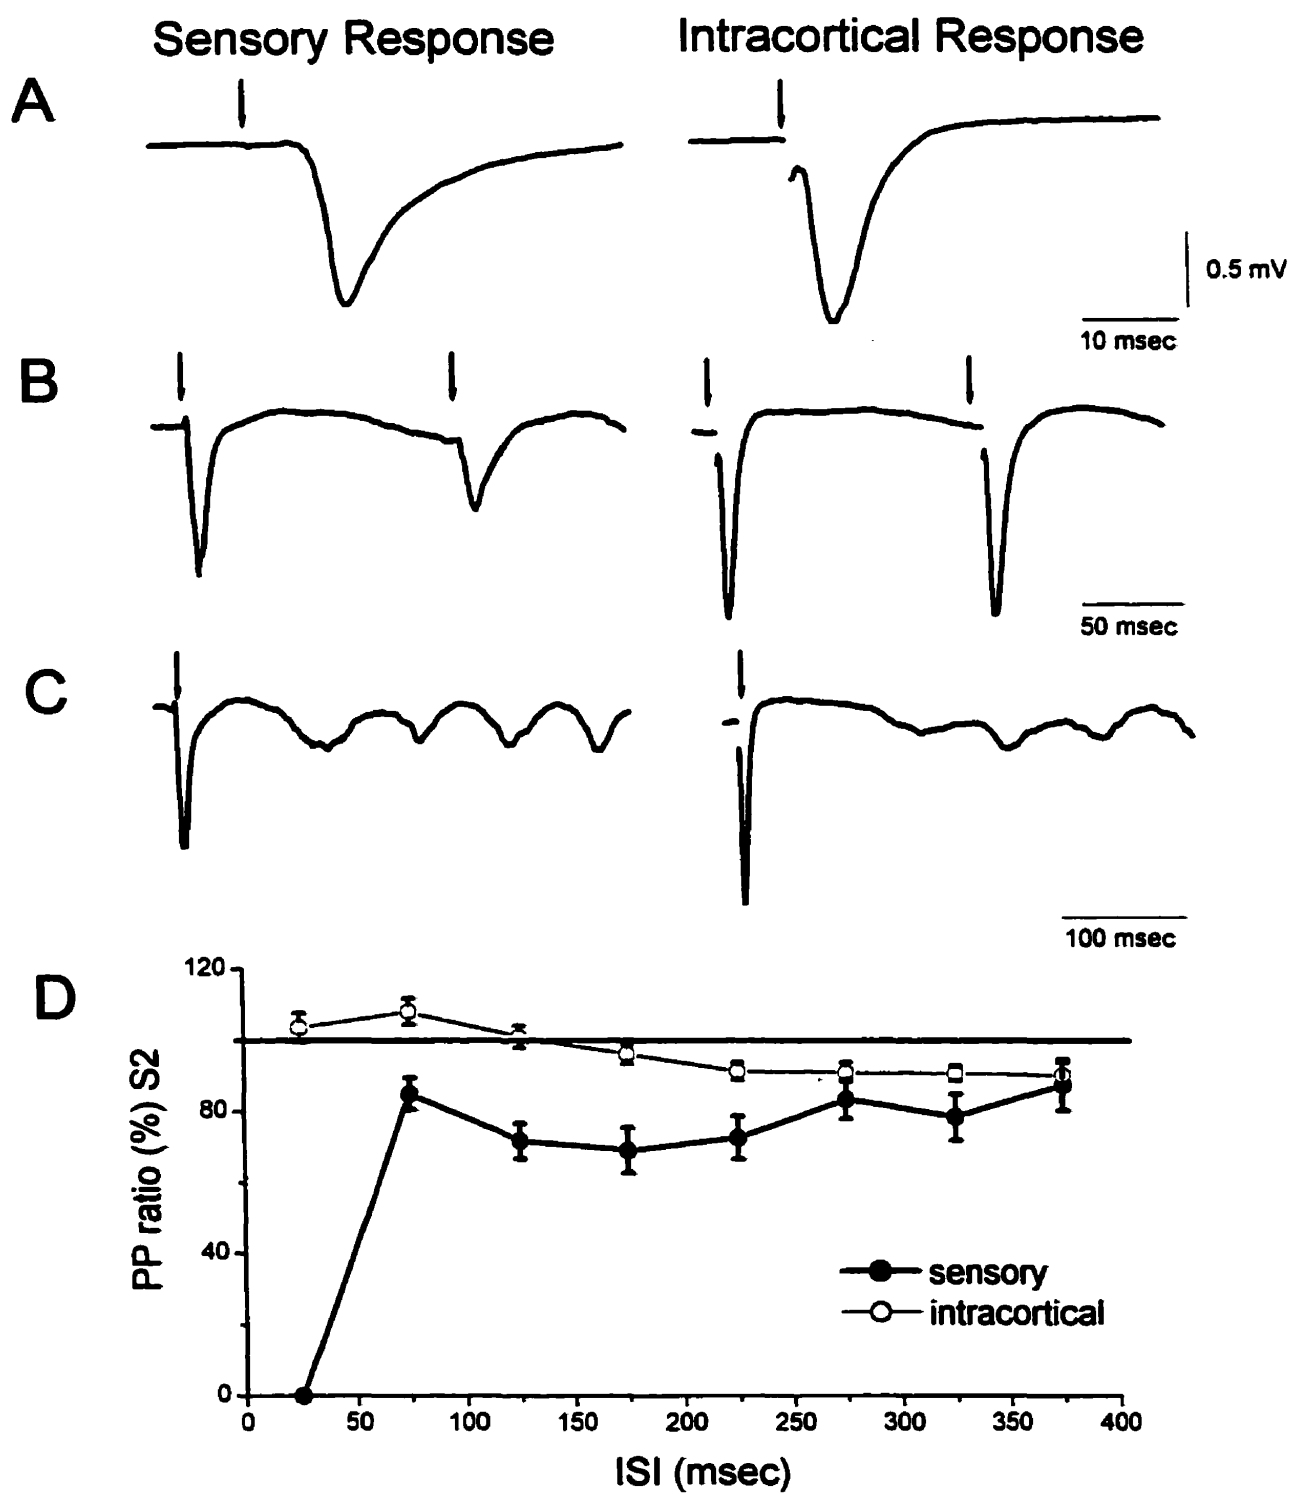 Sensory Response Intracortical Response
A
0.5 mV
10 msec
B
50 msec
C
100 msec
D
120
80
40
0
PP ratio (%) S2
sensory
intracortical
0 50 100 150 200 250 300 350 400
ISI (msec)